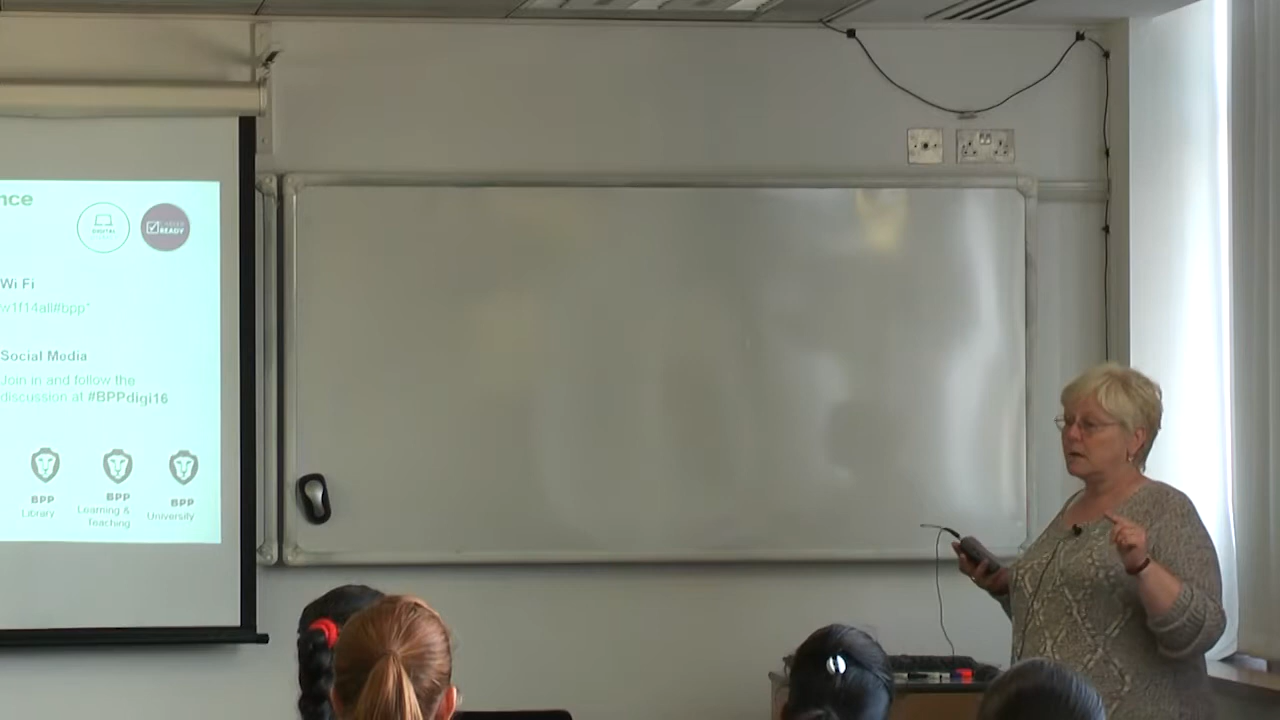 nce
DIGITAL
READY
Wi Fi
w1f14all#bpp*
Social Media
Join in and follow the
discussion at #BPPdigi16
BPP
Library
BPP
Learning &
Teaching
BPP
University